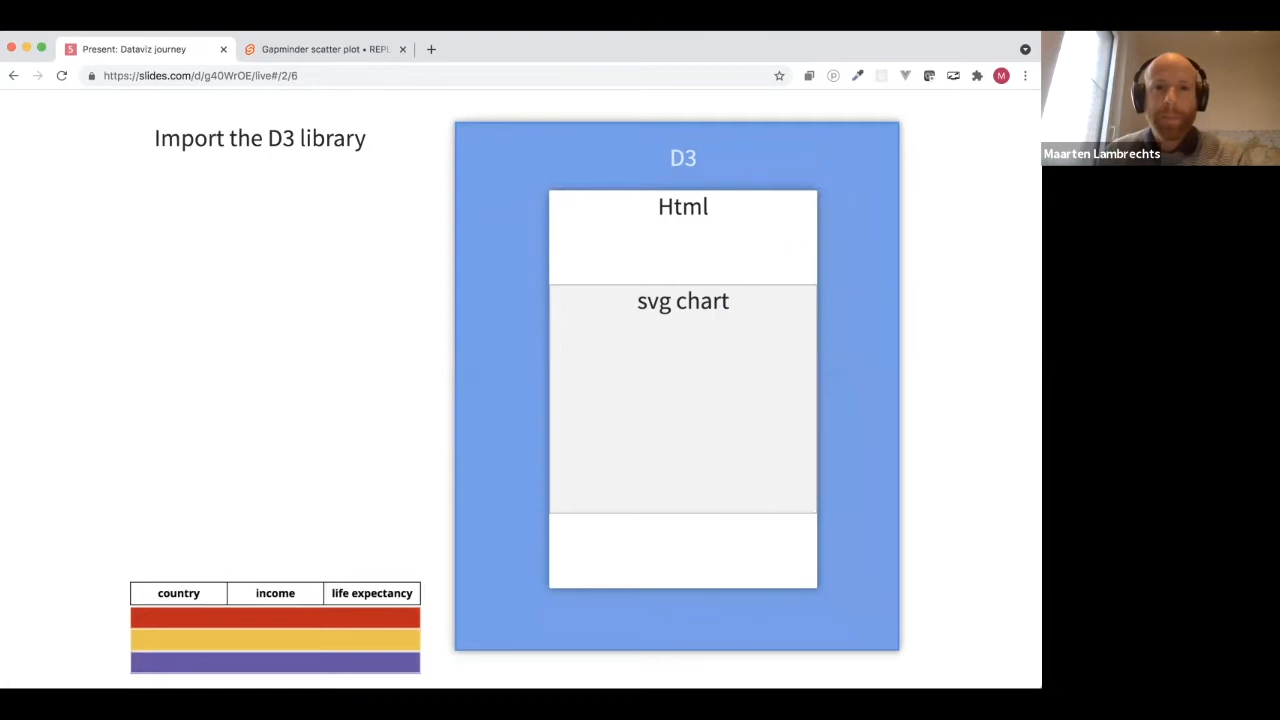 Present: Dataviz journey
Gapminder scatter plot • REPL
https://slides.com/d/g40WrOE/live#/2/6
M
Maarten Lambrechts
Import the D3 library
D3
Html
svg chart
country income life expectancy